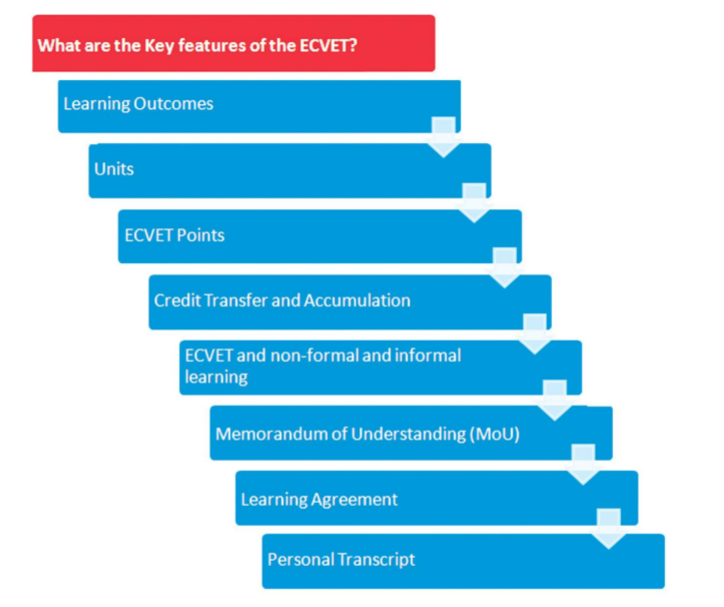 What are the Key features of the ECVET?
Learning Outcomes
Units
ECVET Points
Credit Transfer and Accumulation
ECVET and non-formal and informal
learning
Memorandum of Understanding (MoU)
Learning Agreement
Personal Transcript